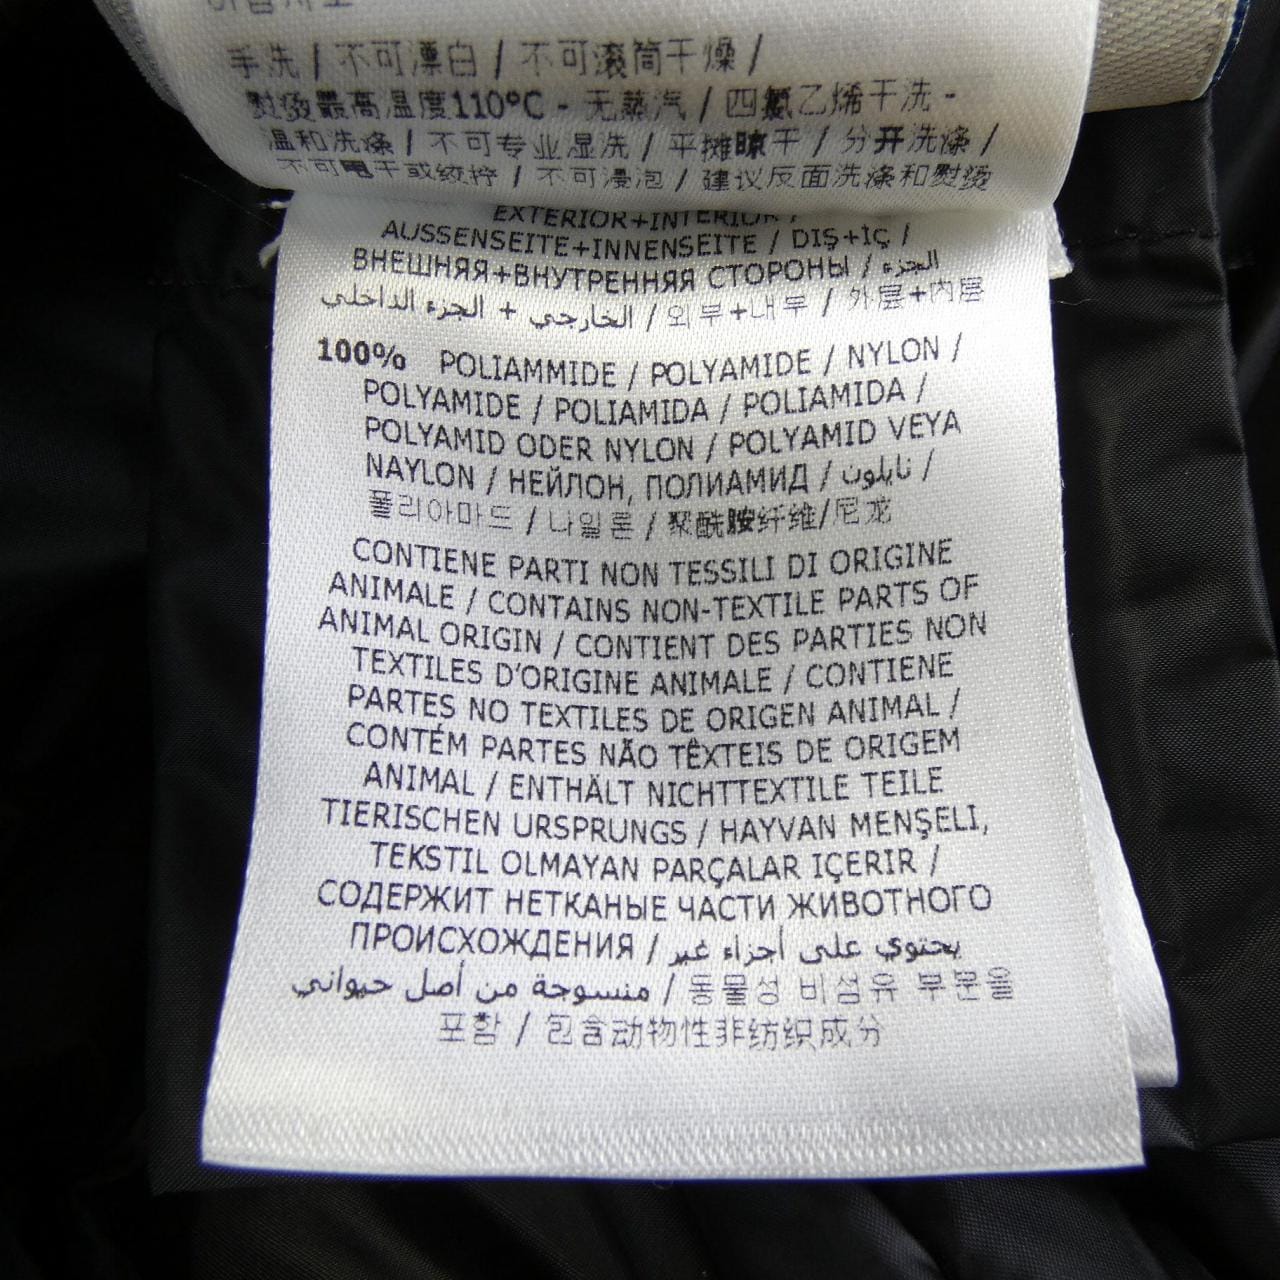 手洗 / 不可漂白 / 不可滚筒干燥 /
熨烫最高温度110°C - 无蒸汽 / 四氯乙烯干洗 -
温和洗涤 / 不可专业湿洗 / 平摊晾干 / 分开洗涤 /
不可电干或绞拧 / 不可浸泡 / 建议反面洗涤和熨烫
EXTERIOR+INTERIOR /
AUSSENSEITE+INNENSEITE / DIŞ+İÇ /
ВНЕШНЯЯ+ВНУТРЕННЯЯ СТОРОНЫ / الجزء
الخارجي + الجزء الداخلي / 외부+내부 / 外层+内层
100% POLIAMMIDE / POLYAMIDE / NYLON /
POLYAMIDE / POLIAMIDA / POLIAMIDA /
POLYAMID ODER NYLON / POLYAMID VEYA
NAYLON / НЕЙЛОН, ПОЛИАМИД / نايلون /
폴리아마드 / 나일론 / 聚酰胺纤维/尼龙
CONTIENE PARTI NON TESSILI DI ORIGINE
ANIMALE / CONTAINS NON-TEXTILE PARTS OF
ANIMAL ORIGIN / CONTIENT DES PARTIES NON
TEXTILES D'ORIGINE ANIMALE / CONTIENE
PARTES NO TEXTILES DE ORIGEN ANIMAL /
CONTÉM PARTES NÃO TÊXTEIS DE ORIGEM
ANIMAL / ENTHÄLT NICHTTEXTILE TEILE
TIERISCHEN URSPRUNGS / HAYVAN MENŞELI,
TEKSTIL OLMAYAN PARÇALAR IÇERIR /
СОДЕРЖИТ НЕТКАНЫЕ ЧАСТИ ЖИВОТНОГО
ПРОИСХОЖДЕНИЯ / يحتوي على أجزاء غير
منسوجة من أصل حيواني / 동물성 비섬유 부분을
포함 / 包含动物性非纺织成分